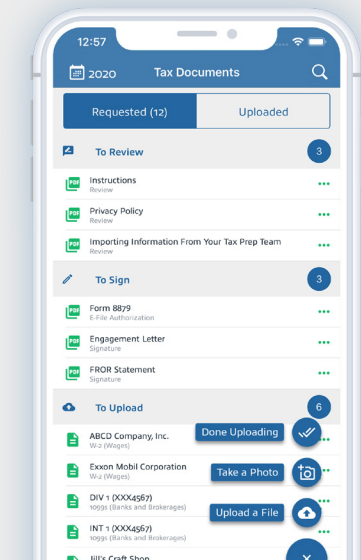 12:57
2020
Tax Documents
Requested (12)
Uploaded
To Review
3
PDF
Instructions
Review
PDF
Privacy Policy
Review
PDF
Importing Information From Your Tax Prep Team
Review
To Sign
3
PDF
Form 8879
E-File Authorization
PDF
Engagement Letter
Signature
PDF
FROR Statement
Signature
To Upload
6
ABCD Company, Inc.
W-2 (Wages)
Done Uploading
Exxon Mobil Corporation
W-2 (Wages)
Take a Photo
DIV 1 (XXX4567)
1099s (Banks and Brokerages)
Upload a File
INT 1 (XXX4567)
1099s (Banks and Brokerages)
Jill's Craft Shop